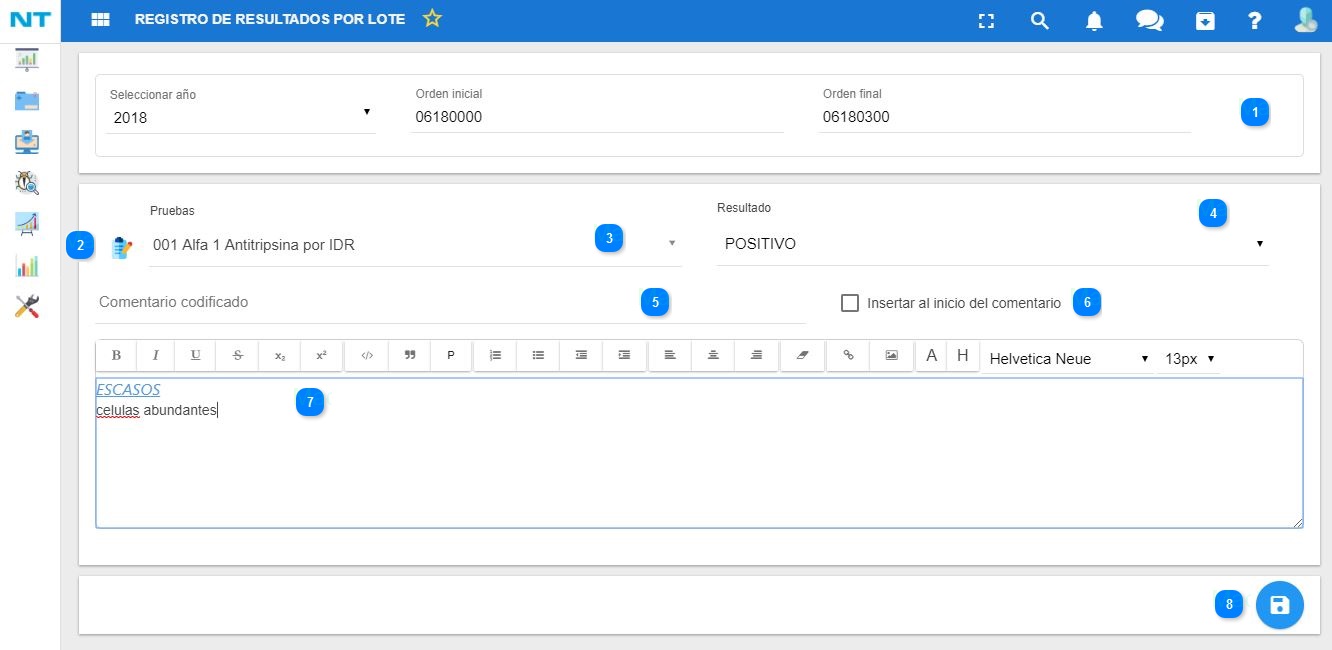 NT
REGISTRO DE RESULTADOS POR LOTE
?
Seleccionar año
2018
Orden inicial
06180000
Orden final
06180300
1
Pruebas
2
001 Alfa 1 Antitripsina por IDR
3
Resultado
POSITIVO
4
Comentario codificado
5
Insertar al inicio del comentario
6
B I U S x₂ x² </> " P A H Helvetica Neue 13px
ESCASOS
celulas abundantes
7
8